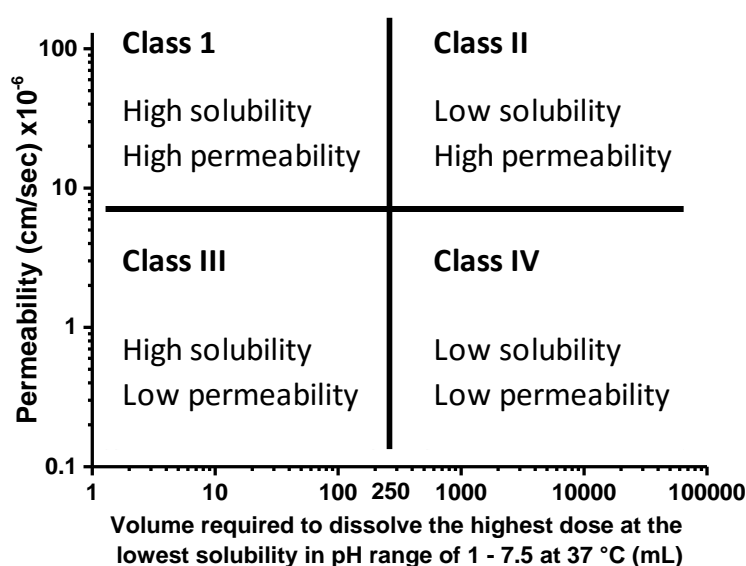 Permeability (cm/sec) x10⁻⁶
100
10
1
0.1
Class 1
High solubility
High permeability
Class II
Low solubility
High permeability
Class III
High solubility
Low permeability
Class IV
Low solubility
Low permeability
1
10
100
250
1000
10000
100000
Volume required to dissolve the highest dose at the
lowest solubility in pH range of 1 - 7.5 at 37 °C (mL)